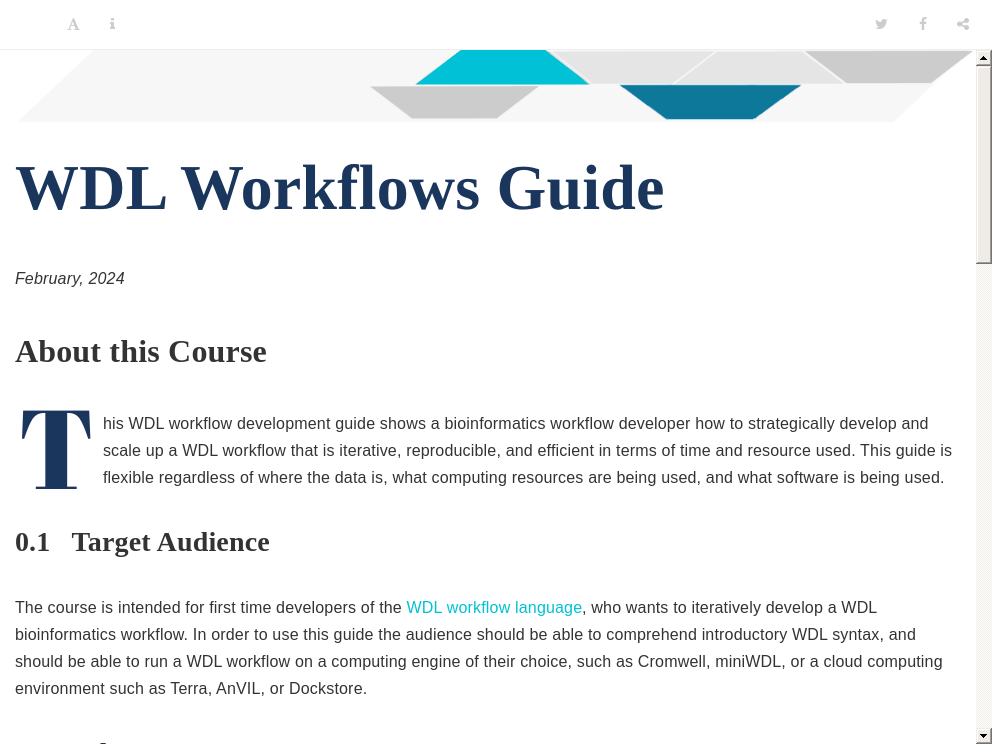 WDL Workflows Guide
February, 2024
About this Course
This WDL workflow development guide shows a bioinformatics workflow developer how to strategically develop and
scale up a WDL workflow that is iterative, reproducible, and efficient in terms of time and resource used. This guide is
flexible regardless of where the data is, what computing resources are being used, and what software is being used.
0.1 Target Audience
The course is intended for first time developers of the WDL workflow language, who wants to iteratively develop a WDL
bioinformatics workflow. In order to use this guide the audience should be able to comprehend introductory WDL syntax, and
should be able to run a WDL workflow on a computing engine of their choice, such as Cromwell, miniWDL, or a cloud computing
environment such as Terra, AnVIL, or Dockstore.